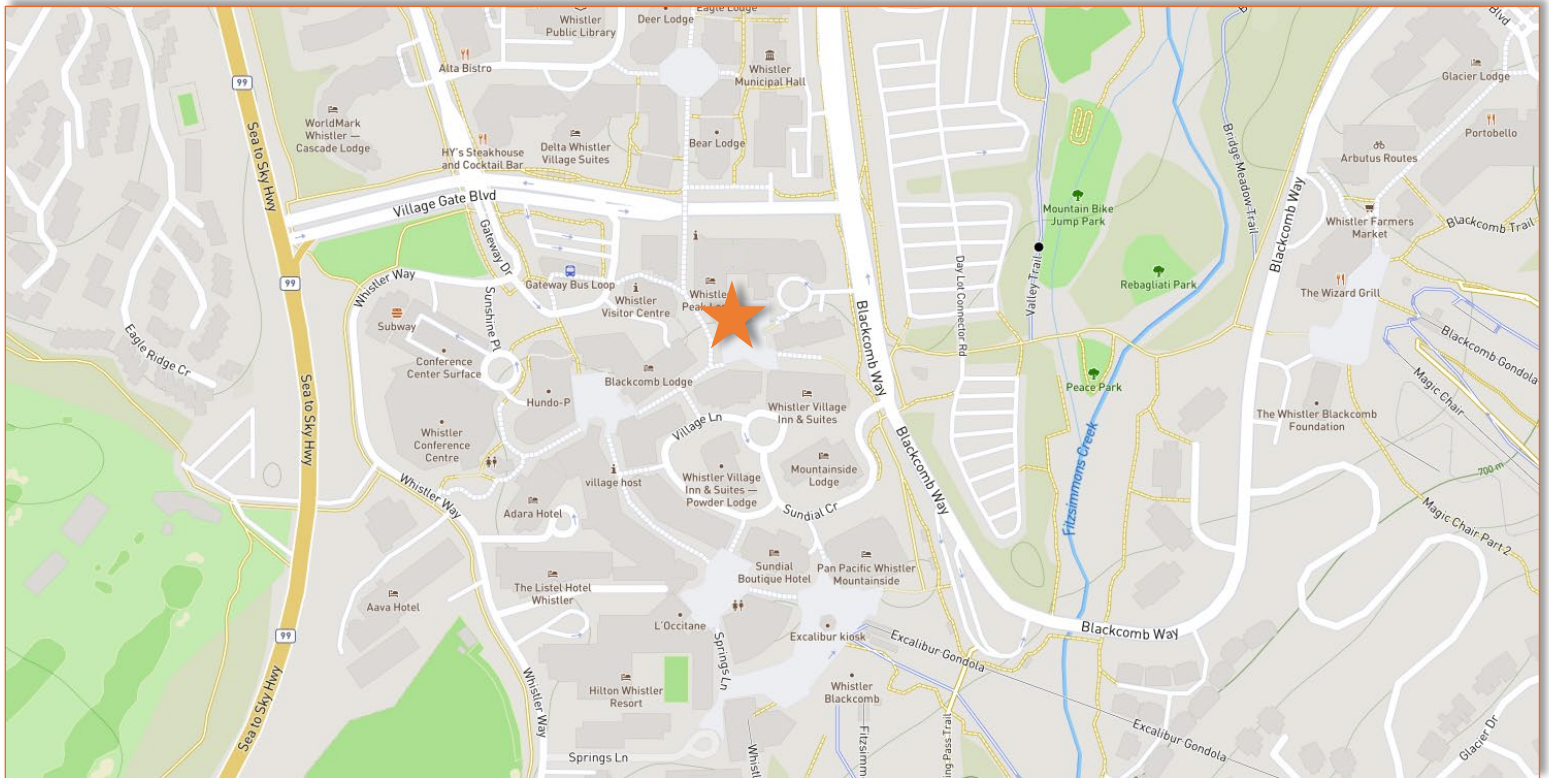 Whistler
Public Library
Deer Lodge
Eagle Lodge
Alta Bistro
Whistler
Municipal Hall
Blvd
Glacier Lodge
99
WorldMark
Whistler —
Cascade Lodge
Sea to Sky Hwy
HY's Steakhouse
and Cocktail Bar
Delta Whistler
Village Suites
Bear Lodge
Portobello
Arbutus Routes
Bridge Meadow Trail
Village Gate Blvd
Mountain Bike
Jump Park
Whistler Farmers
Market
Blackcomb Trail
Blackcomb Way
Gateway Dr
Whistler Way
99
Gateway Bus Loop
Whistler
Visitor Centre
Valley Trail
Rebagliati Park
The Wizard Grill
Day Lot Connector Rd
Subway
Sunshine Pl
Eagle Ridge Cr
Conference
Center Surface
Blackcomb Lodge
Blackcomb Way
Blackcomb Gondola
Magic Chair
Peace Park
Sea to Sky Hwy
Hundo-P
Whistler Village
Inn & Suites
The Whistler Blackcomb
Foundation
Village Ln
Whistler
Conference
Centre
Blackcomb Way
Fitzsimmons Creek
village host
Whistler Village
Inn & Suites —
Powder Lodge
Mountainside
Lodge
700 m
Whistler Way
Adara Hotel
Sundial Cr
Magic Chair Part 2
Sundial
Boutique Hotel
Pan Pacific Whistler
Mountainside
The Listel Hotel
Whistler
Aava Hotel
L'Occitane
Excalibur kiosk
Blackcomb Way
99
Excalibur Gondola
Springs Ln
Hilton Whistler
Resort
Whistler
Blackcomb
Sea to Sky Hwy
Whistler Way
Excalibur Gondola
Glacier Dr
Springs Ln